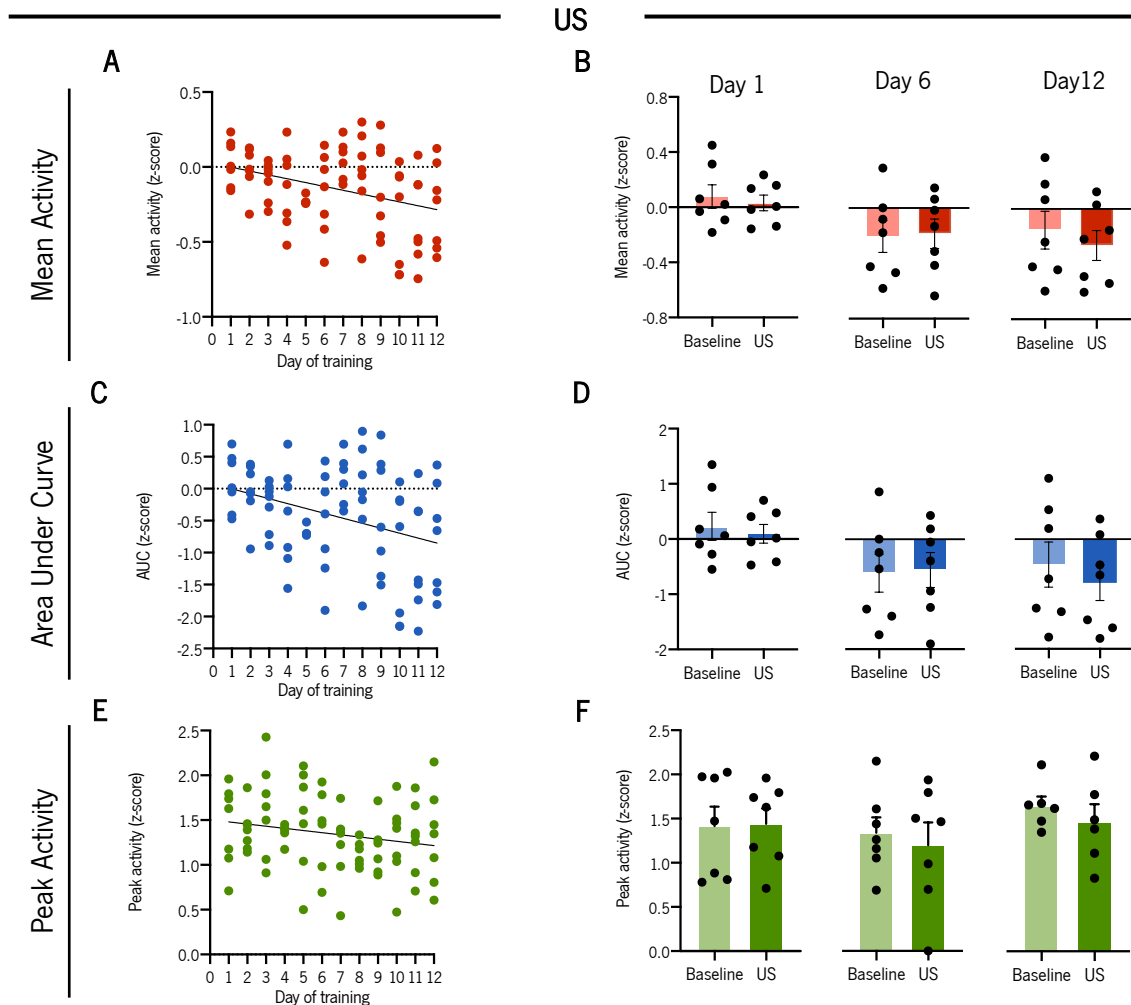 US
Mean Activity
A
0.5
0.0
-0.5
-1.0
Mean activity (z-score)
0 1 2 3 4 5 6 7 8 9 10 11 12
Day of training
B
Day 1
Day 6
Day12
0.8
0.4
0.0
-0.4
-0.8
Mean activity (z-score)
Baseline US
Baseline US
Baseline US
Area Under Curve
C
1.0
0.5
0.0
-0.5
-1.0
-1.5
-2.0
-2.5
AUC (z-score)
0 1 2 3 4 5 6 7 8 9 10 11 12
Day of training
D
2
1
0
-1
-2
AUC (z-score)
Baseline US
Baseline US
Baseline US
Peak Activity
E
2.5
2.0
1.5
1.0
0.5
0.0
Peak activity (z-score)
0 1 2 3 4 5 6 7 8 9 10 11 12
Day of training
F
2.5
2.0
1.5
1.0
0.5
0.0
Peak activity (z-score)
Baseline US
Baseline US
Baseline US